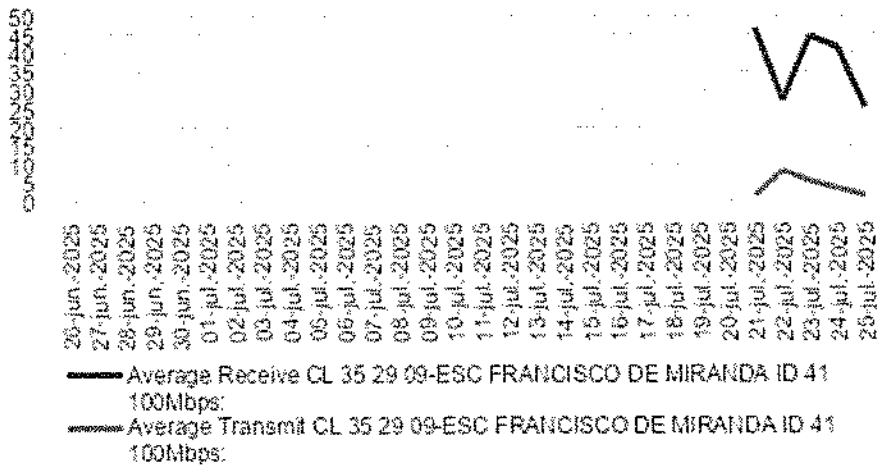 50
45
5
0
26-jun.-2025
27-jun.-2025
28-jun.-2025
29-jun.-2025
30-jun.-2025
01-jul.-2025
02-jul.-2025
03-jul.-2025
04-jul.-2025
05-jul.-2025
06-jul.-2025
07-jul.-2025
08-jul.-2025
09-jul.-2025
10-jul.-2025
11-jul.-2025
12-jul.-2025
13-jul.-2025
14-jul.-2025
15-jul.-2025
16-jul.-2025
17-jul.-2025
18-jul.-2025
19-jul.-2025
20-jul.-2025
21-jul.-2025
22-jul.-2025
23-jul.-2025
24-jul.-2025
25-jul.-2025
Average Receive CL 35 29 09-ESC FRANCISCO DE MIRANDA ID 41
100Mbps:
Average Transmit CL 35 29 09-ESC FRANCISCO DE MIRANDA ID 41
100Mbps: